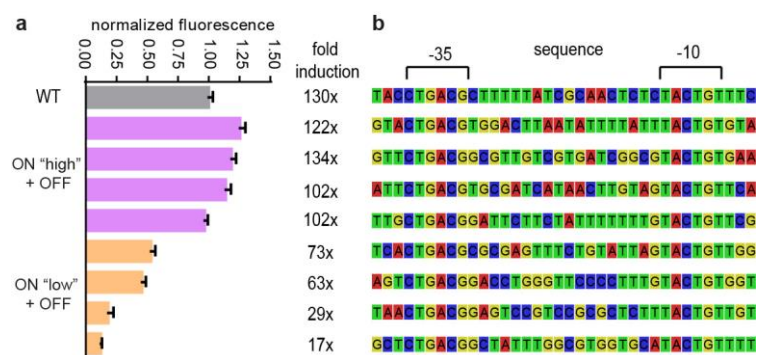 a
normalized fluorescence
0.00 0.25 0.50 0.75 1.00 1.25 1.50
WT
ON "high"
+ OFF
ON "low"
+ OFF
fold
induction
130x
122x
134x
102x
102x
73x
63x
29x
17x
b
-35 sequence -10
TACCTGACGCTTTTTATCGCAACTCTCTACTGTTTC
GTACTGACGTGGACTTAATATTTTATTTACTGTGTA
GTTCTGACGGCGTTGTCGTGATCGGCGTACTGTGAA
ATTCTGACGTGCGATCATAACTTGTAGTACTGTTCA
TTGCTGACGGATTCTTCTATTTTTTTGTACTGTTCG
TCACTGACGCGCGAGTTTCTGTATTAGTACTGTTGG
AGTCTGACGGACCTGGGTTCCCCTTTGTACTGTGGT
TAACTGACGGAGTCCGTCCGCGCTCTTTACTGTTGT
GCTCTGACGGCTATTTGGCGTGGTGCATACTGTTTT